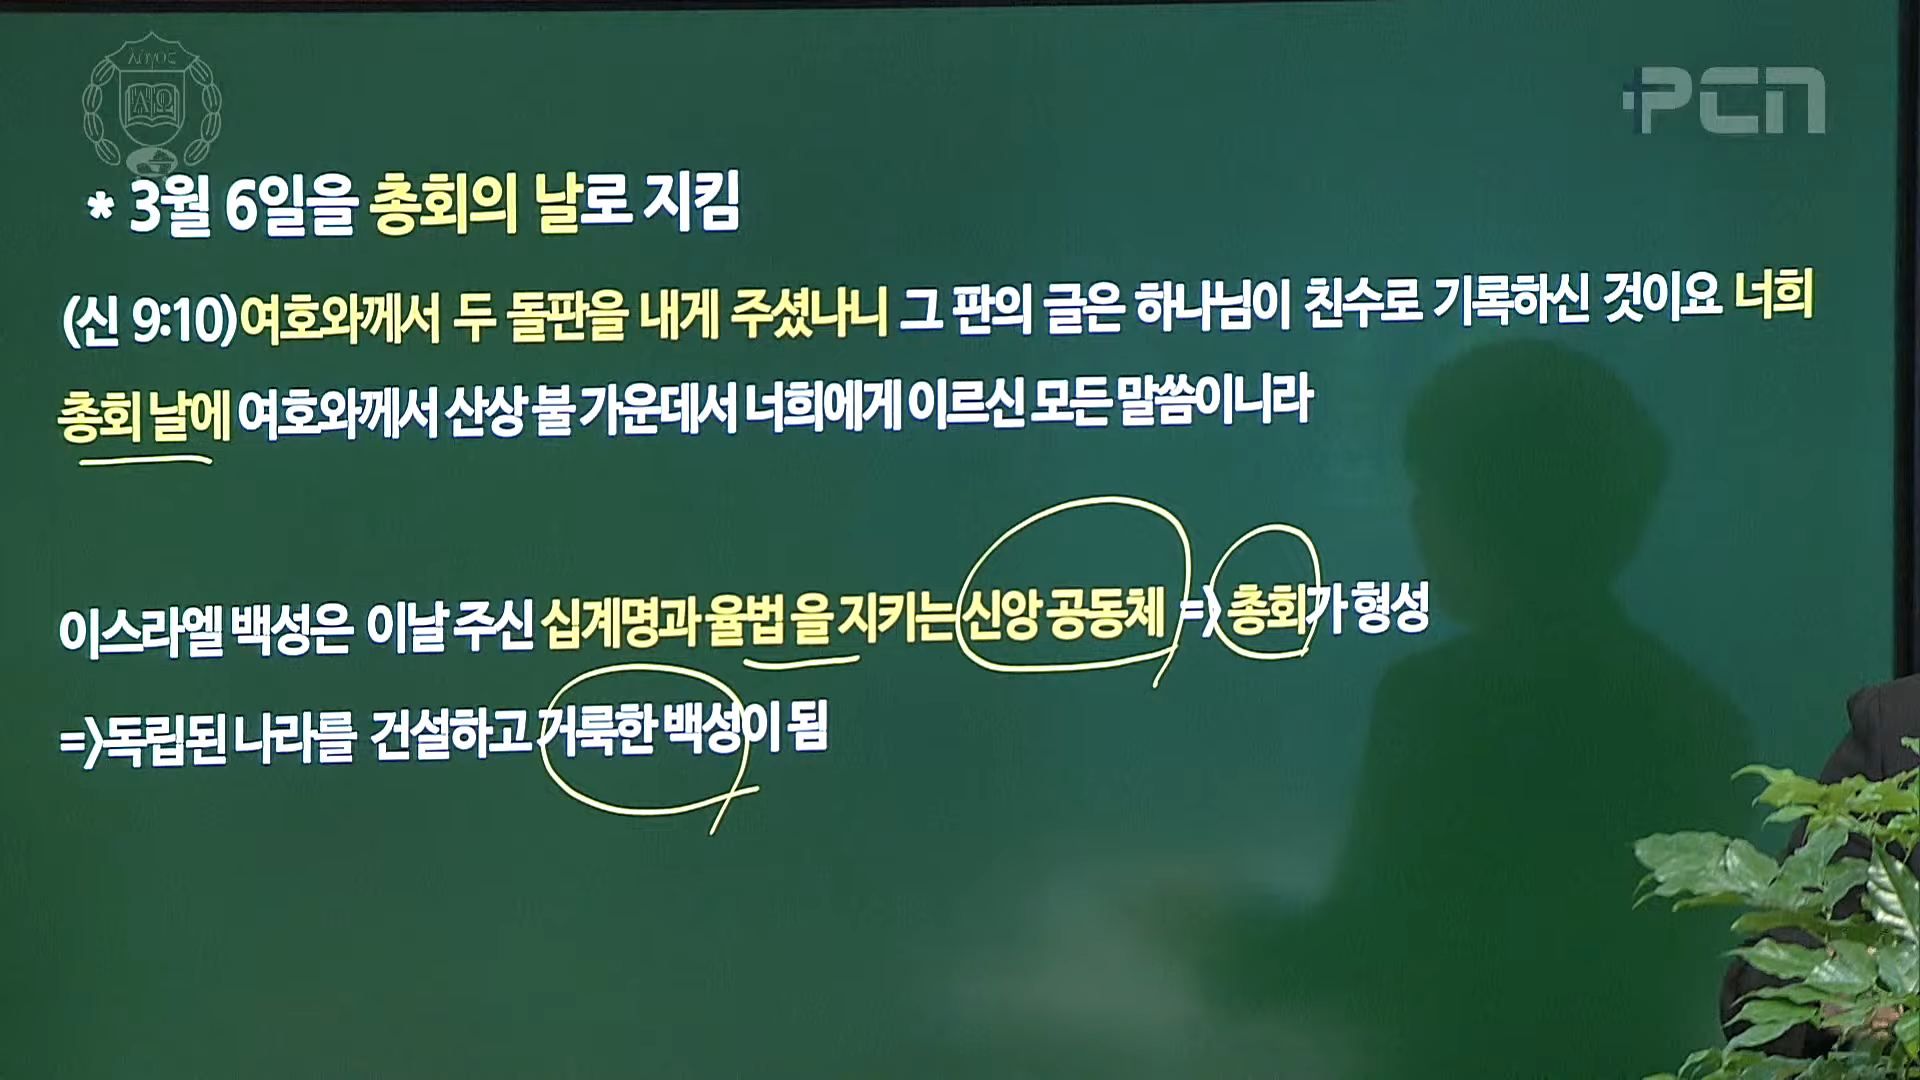 λόγος
ΑΩ
PCN
* 3월 6일을 총회의 날로 지킴
(신 9:10)여호와께서 두 돌판을 내게 주셨나니 그 판의 글은 하나님이 친수로 기록하신 것이요 너희
총회 날에 여호와께서 산상 불 가운데서 너희에게 이르신 모든 말씀이니라
이스라엘 백성은 이날 주신 십계명과 율법 을 지키는 신앙 공동체 => 총회가 형성
=>독립된 나라를 건설하고 거룩한 백성이 됨